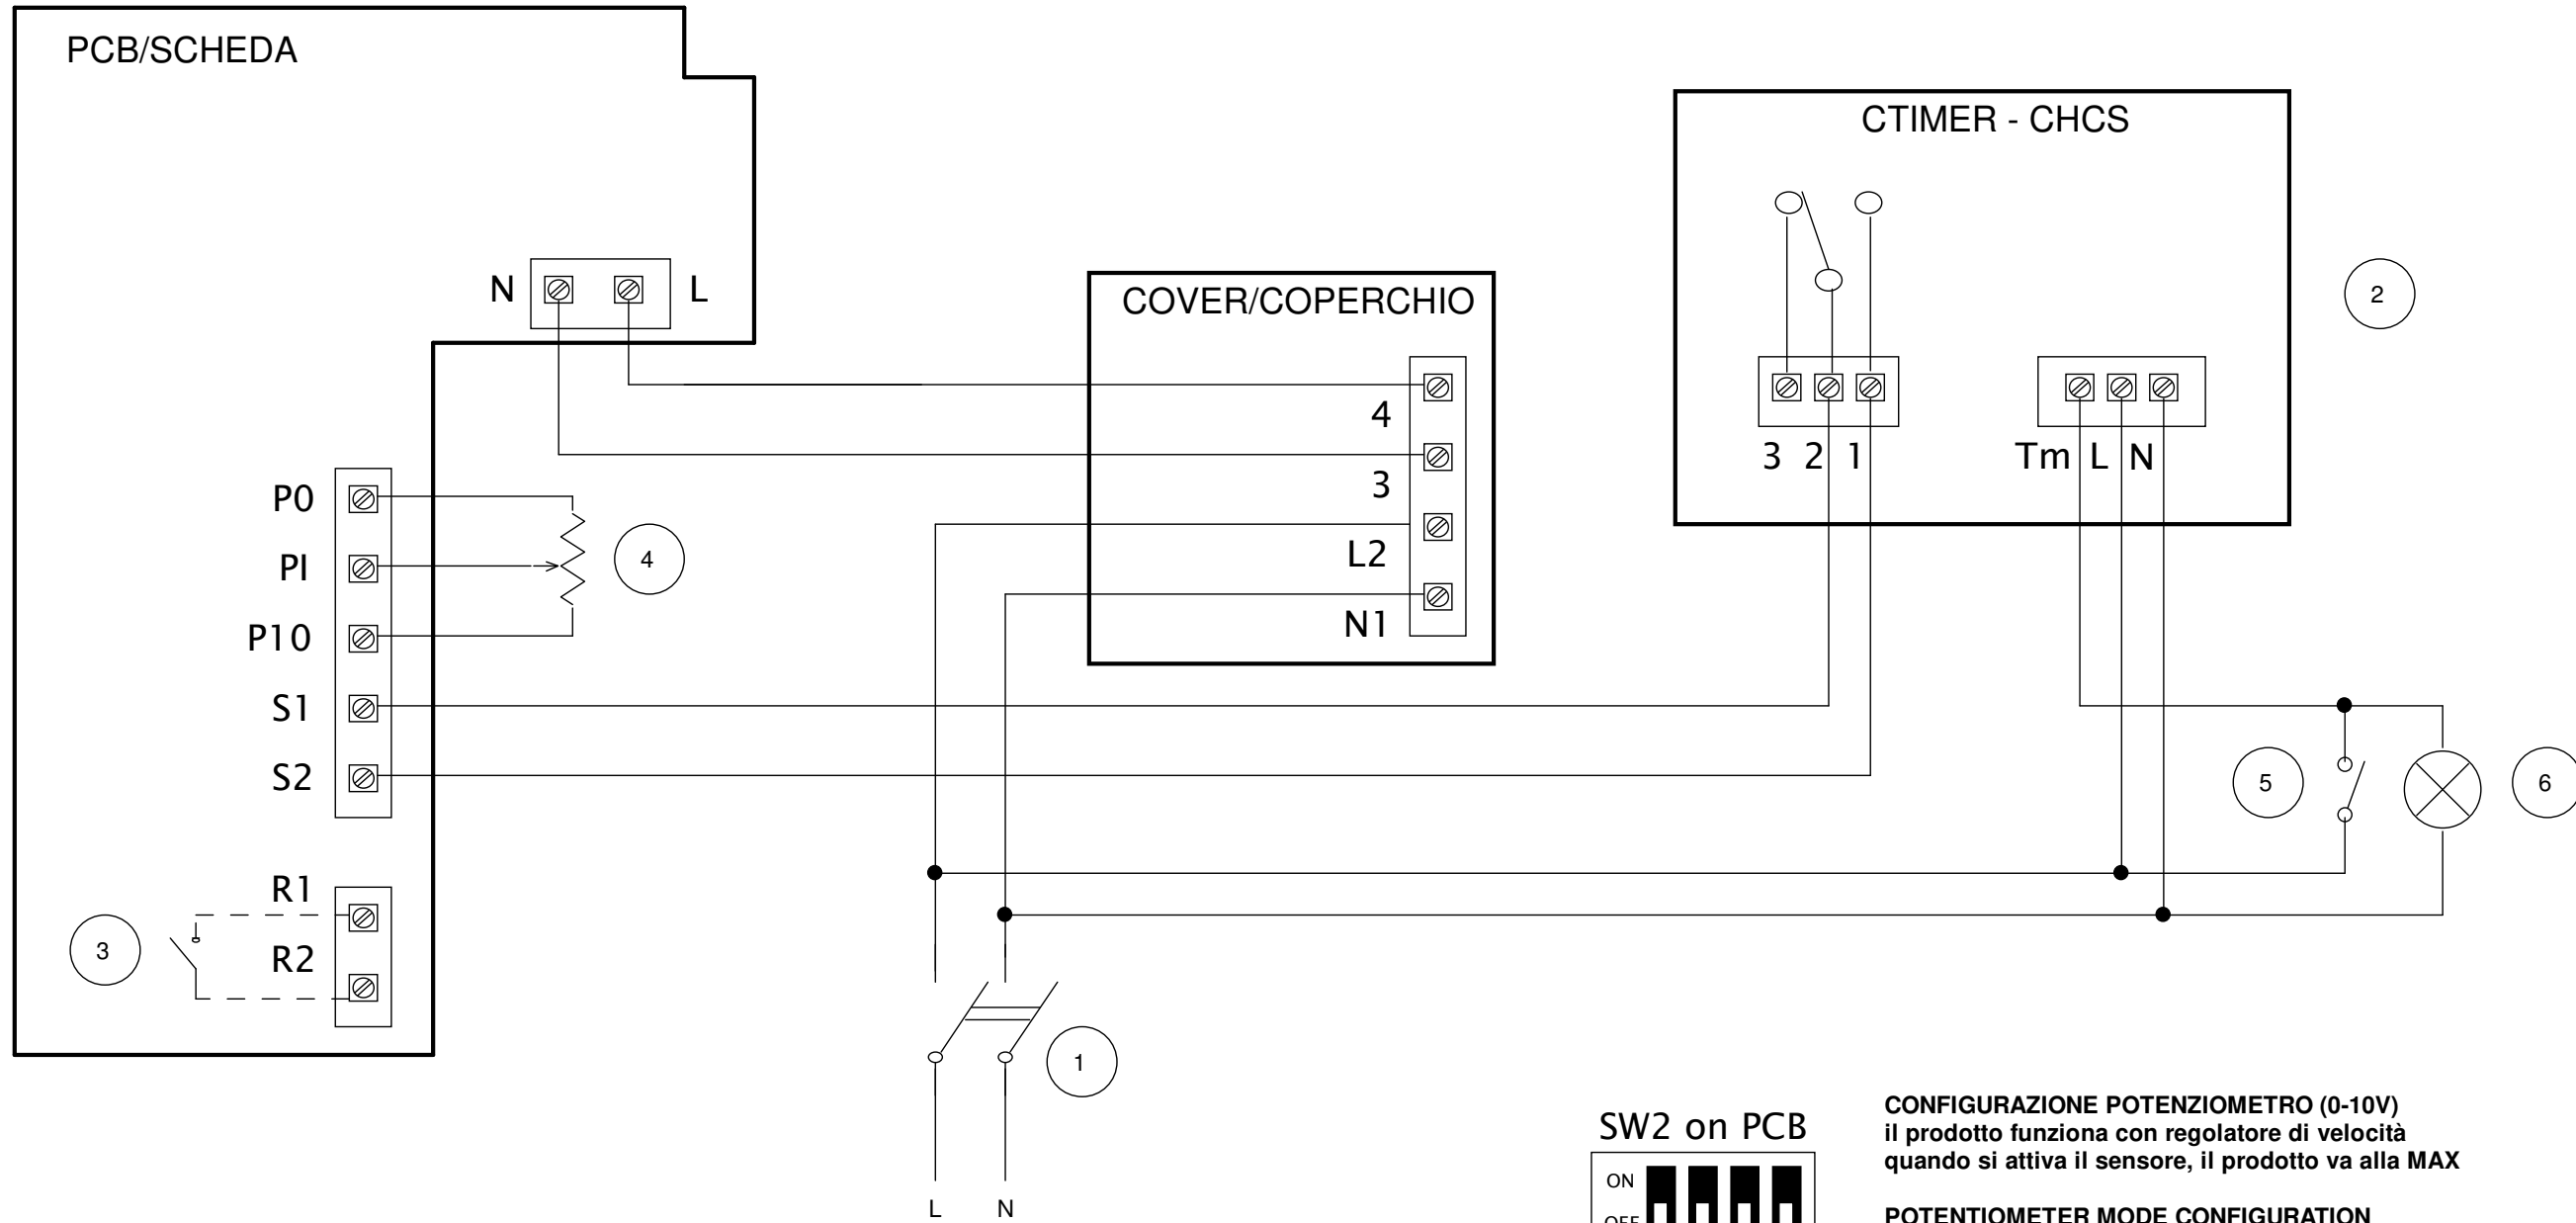 PCB/SCHEDA
CTIMER - CHCS
N
L
COVER/COPERCHIO
2
4
3
L2
N1
3 2 1
Tm L N
P0
PI
P10
S1
S2
4
5
6
R1
R2
3
1
L N
SW2 on PCB
ON
OFF
CONFIGURAZIONE POTENZIOMETRO (0-10V)
il prodotto funziona con regolatore di velocità
quando si attiva il sensore, il prodotto va alla MAX
POTENTIOMETER MODE CONFIGURATION